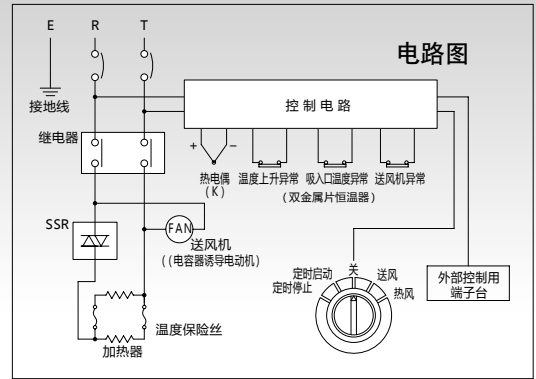 E R T
电路图
接地线
控制电路
继电器
+ −
热电偶 温度上升异常 吸入口温度异常 送风机异常
(K) (双金属片恒温器)
SSR
FAN
送风机
((电容器诱导电动机)
定时启动 关 送风
定时停止 热风
外部控制用
端子台
温度保险丝
加热器